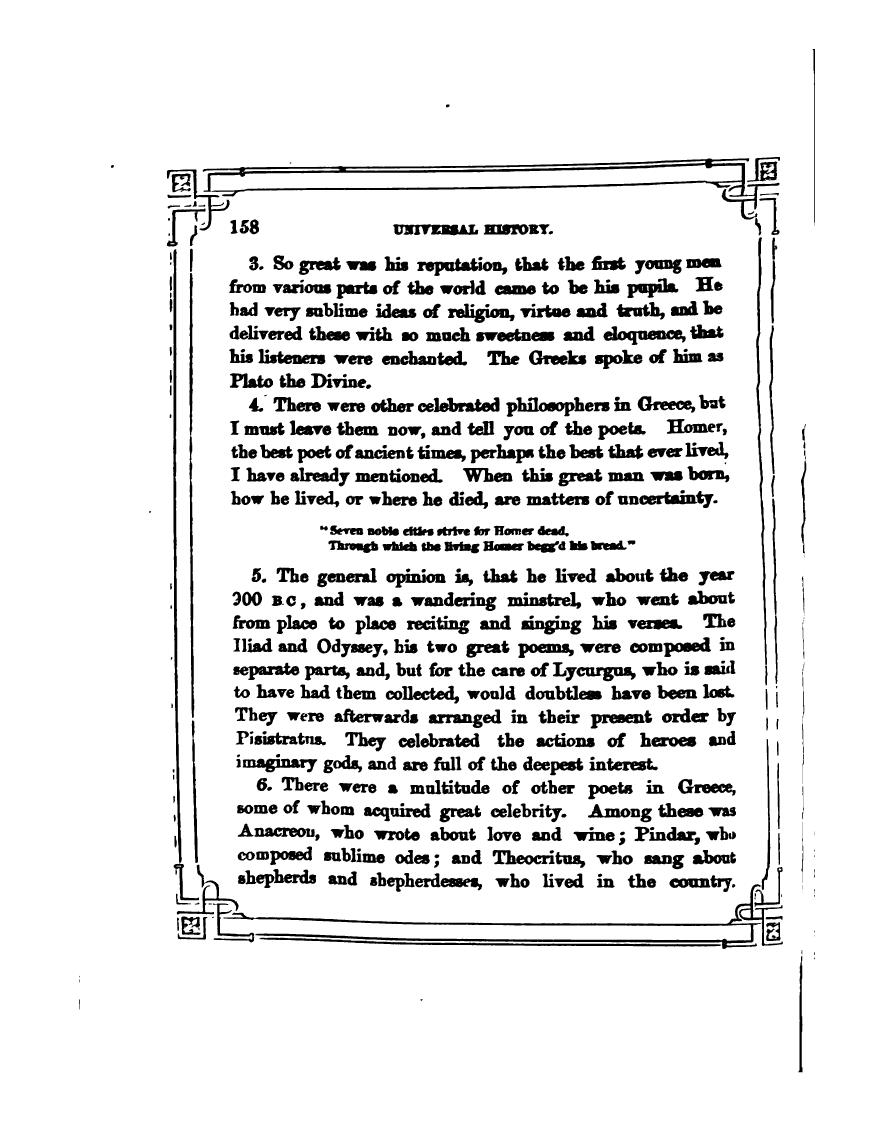 158 UNIVERSAL HISTORY.
3. So great was his reputation, that the first young men
from various parts of the world came to be his pupils. He
had very sublime ideas of religion, virtue and truth, and he
delivered these with so much sweetness and eloquence, that
his listeners were enchanted. The Greeks spoke of him as
Plato the Divine.
4. There were other celebrated philosophers in Greece, but
I must leave them now, and tell you of the poets. Homer,
the best poet of ancient times, perhaps the best that ever lived,
I have already mentioned. When this great man was born,
how he lived, or where he died, are matters of uncertainty.
"Seven noble cities strive for Homer dead,
Through which the living Homer begg'd his bread."
5. The general opinion is, that he lived about the year
900 B.C, and was a wandering minstrel, who went about
from place to place reciting and singing his verses. The
Iliad and Odyssey, his two great poems, were composed in
separate parts, and, but for the care of Lycurgus, who is said
to have had them collected, would doubtless have been lost.
They were afterwards arranged in their present order by
Pisistratus. They celebrated the actions of heroes and
imaginary gods, and are full of the deepest interest.
6. There were a multitude of other poets in Greece,
some of whom acquired great celebrity. Among these was
Anacreon, who wrote about love and wine; Pindar, who
composed sublime odes; and Theocritus, who sang about
shepherds and shepherdesses, who lived in the country.